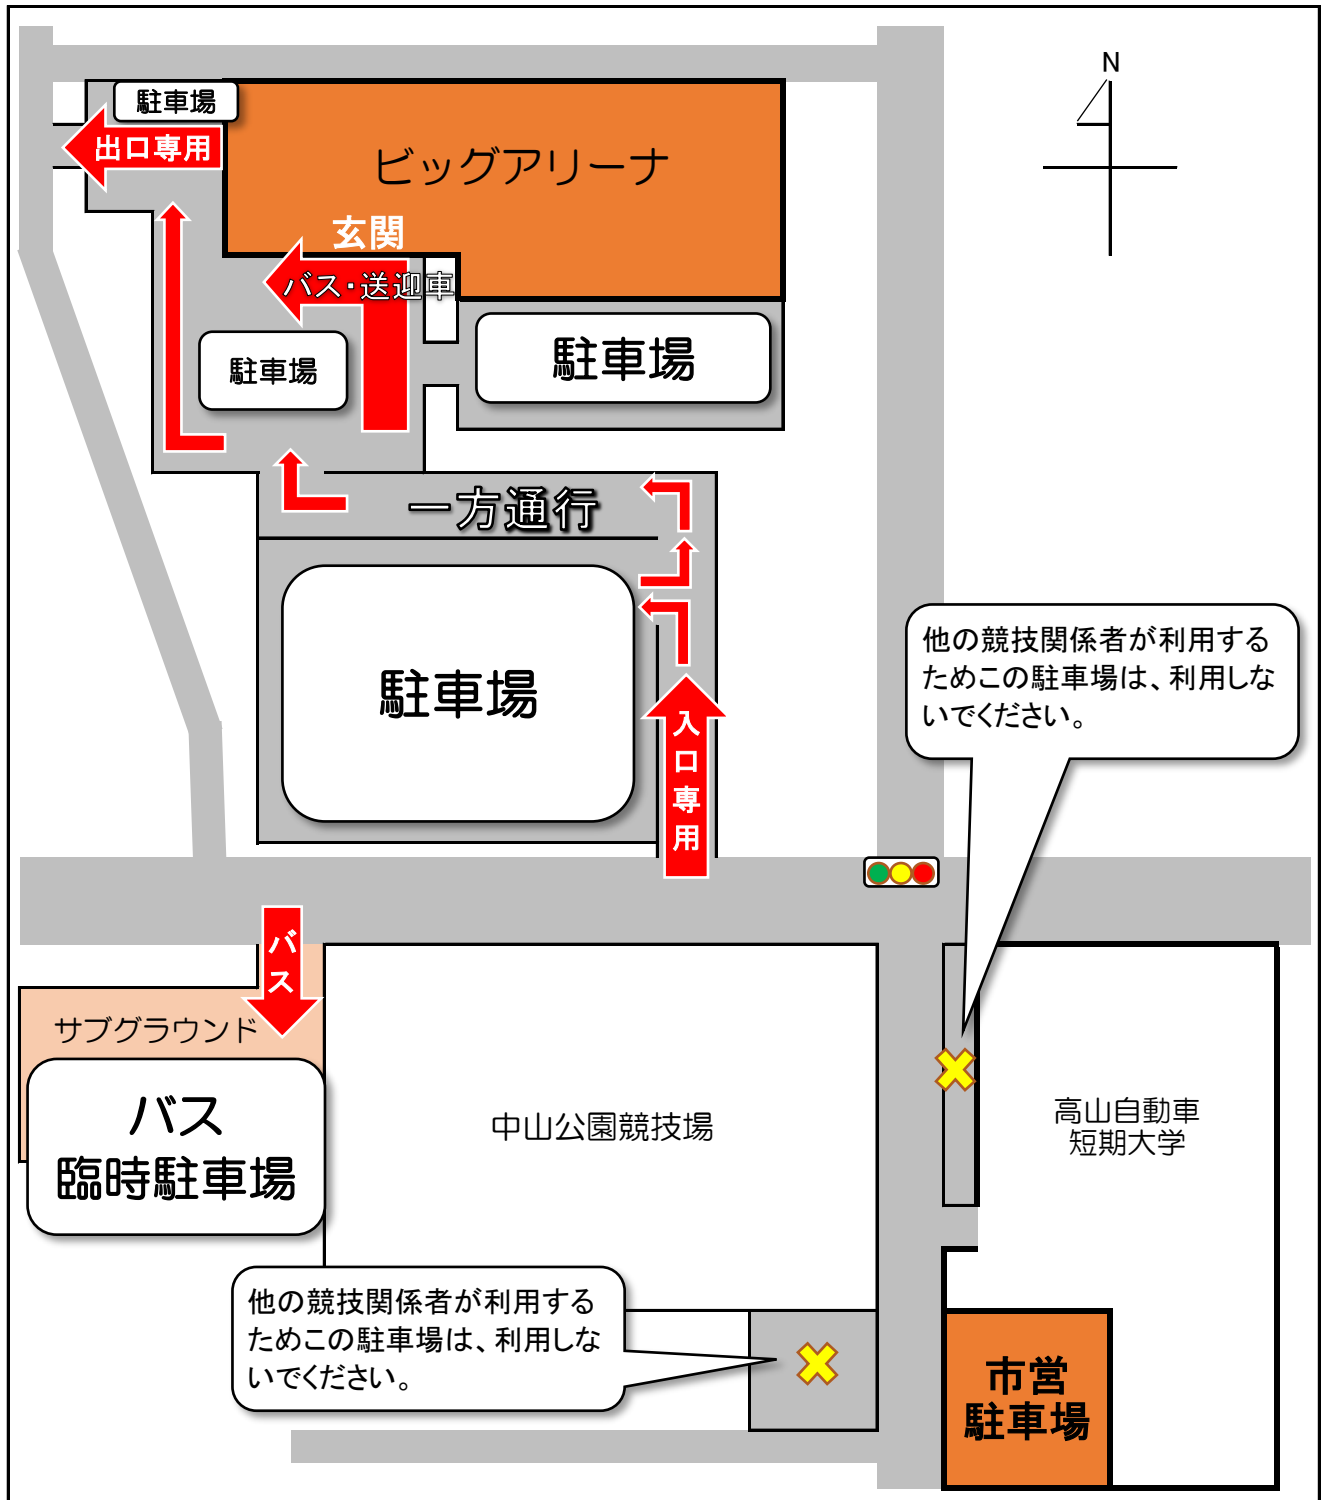 N
駐車場
出口専用
ビッグアリーナ
玄関
バス・送迎車
駐車場
駐車場
一方通行
駐車場
入口専用
他の競技関係者が利用する
ためこの駐車場は、利用しな
いでください。
バス
サブグラウンド
バス
臨時駐車場
中山公園競技場
高山自動車
短期大学
他の競技関係者が利用する
ためこの駐車場は、利用しな
いでください。
市営
駐車場